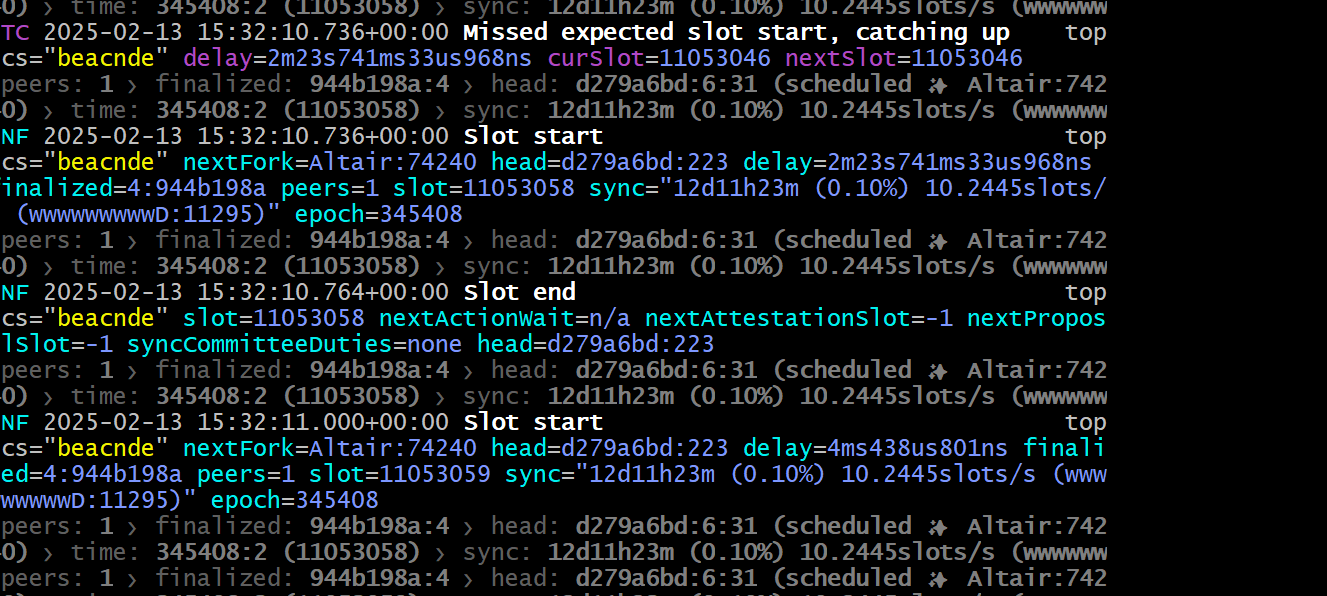 0) › time: 345408:2 (11053058) › sync: 12d11h23m (0.10%) 10.2445slots/s (wwwwww
TC 2025-02-13 15:32:10.736+00:00 Missed expected slot start, catching up top
cs="beacnde" delay=2m23s741ms33us968ns curSlot=11053046 nextSlot=11053046
peers: 1 › finalized: 944b198a:4 › head: d279a6bd:6:31 (scheduled ✨ Altair:742
0) › time: 345408:2 (11053058) › sync: 12d11h23m (0.10%) 10.2445slots/s (wwwwww
NF 2025-02-13 15:32:10.736+00:00 Slot start top
cs="beacnde" nextFork=Altair:74240 head=d279a6bd:223 delay=2m23s741ms33us968ns
inalized=4:944b198a peers=1 slot=11053058 sync="12d11h23m (0.10%) 10.2445slots/
(wwwwwwwwwD:11295)" epoch=345408
peers: 1 › finalized: 944b198a:4 › head: d279a6bd:6:31 (scheduled ✨ Altair:742
0) › time: 345408:2 (11053058) › sync: 12d11h23m (0.10%) 10.2445slots/s (wwwwww
NF 2025-02-13 15:32:10.764+00:00 Slot end top
cs="beacnde" slot=11053058 nextActionWait=n/a nextAttestationSlot=-1 nextPropos
lSlot=-1 syncCommitteeDuties=none head=d279a6bd:223
peers: 1 › finalized: 944b198a:4 › head: d279a6bd:6:31 (scheduled ✨ Altair:742
0) › time: 345408:2 (11053058) › sync: 12d11h23m (0.10%) 10.2445slots/s (wwwwww
NF 2025-02-13 15:32:11.000+00:00 Slot start top
cs="beacnde" nextFork=Altair:74240 head=d279a6bd:223 delay=4ms438us801ns finali
ed=4:944b198a peers=1 slot=11053059 sync="12d11h23m (0.10%) 10.2445slots/s (www
wwwwwD:11295)" epoch=345408
peers: 1 › finalized: 944b198a:4 › head: d279a6bd:6:31 (scheduled ✨ Altair:742
0) › time: 345408:2 (11053058) › sync: 12d11h23m (0.10%) 10.2445slots/s (wwwwww
peers: 1 › finalized: 944b198a:4 › head: d279a6bd:6:31 (scheduled ✨ Altair:742